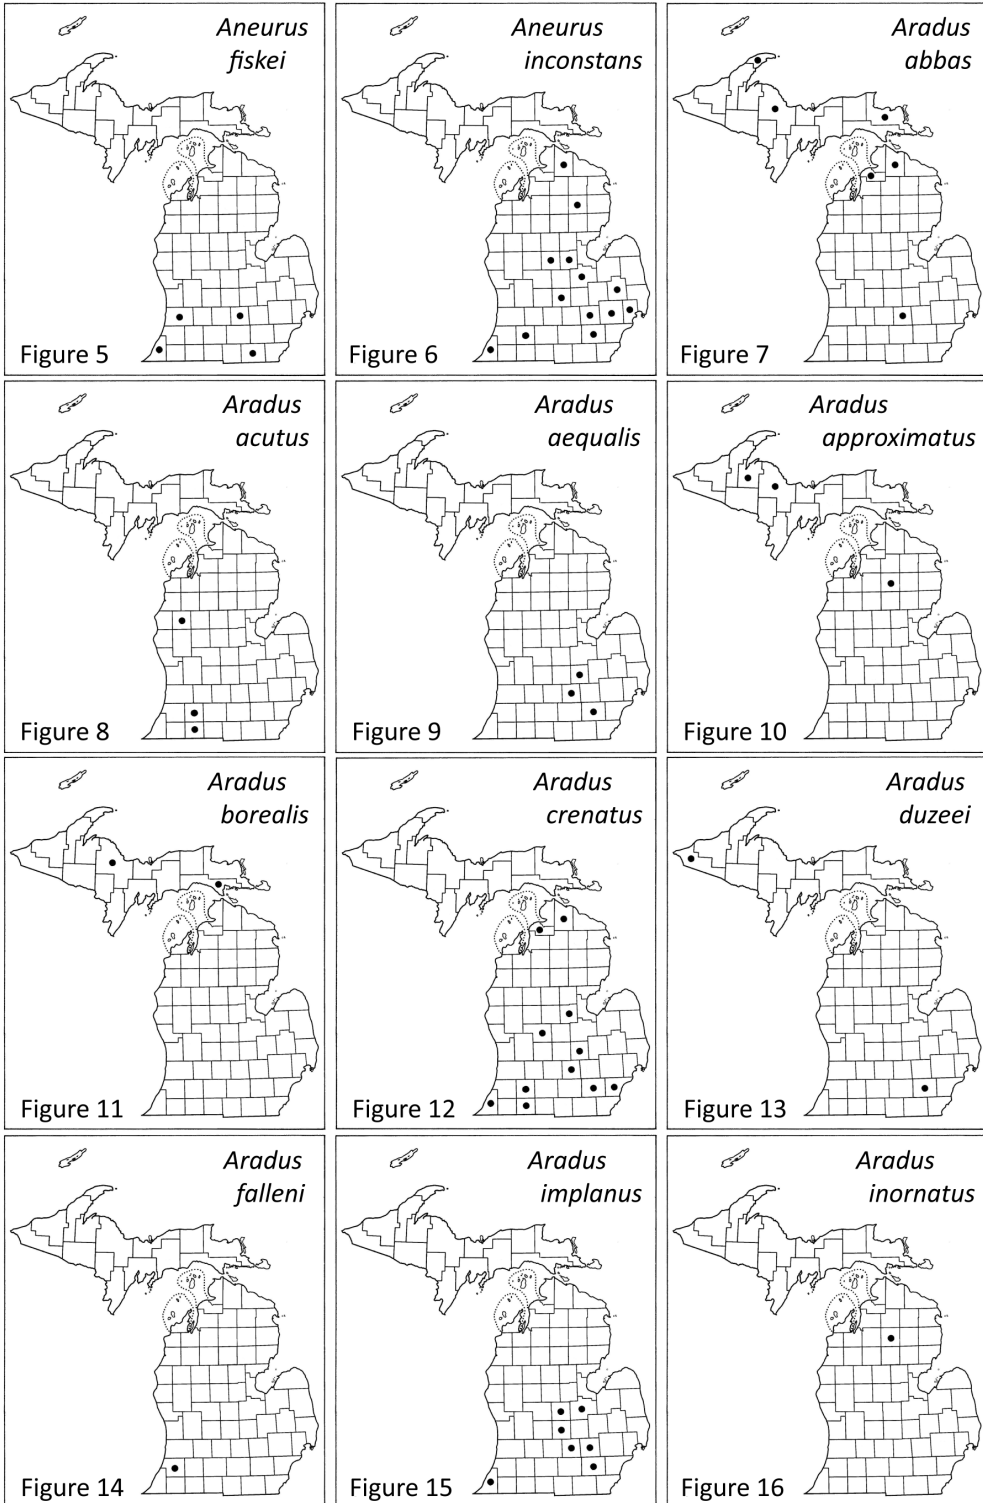 Aneurus
fiskei
Figure 5
Aneurus
inconstans
Figure 6
Aradus
abbas
Figure 7
Aradus
acutus
Figure 8
Aradus
aequalis
Figure 9
Aradus
approximatus
Figure 10
Aradus
borealis
Figure 11
Aradus
crenatus
Figure 12
Aradus
duzeei
Figure 13
Aradus
falleni
Figure 14
Aradus
implanus
Figure 15
Aradus
inornatus
Figure 16